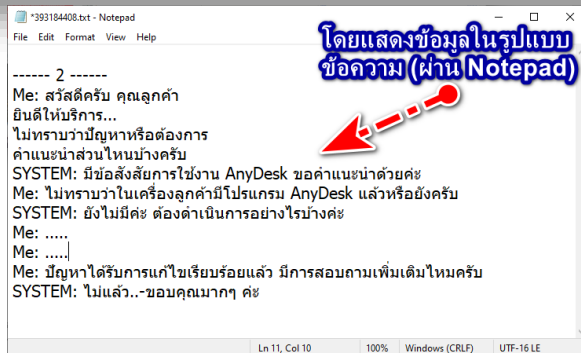 *393184408.txt - Notepad
File Edit Format View Help
โดยแสดงข้อมูลในรูปแบบ
ข้อความ (ผ่าน Notepad)
------ 2 ------
Me: สวัสดีครับ คุณลูกค้า
ยินดีให้บริการ...
ไม่ทราบว่าปัญหาหรือต้องการ
คำแนะนำส่วนไหนบ้างครับ
SYSTEM: มีข้อสงสัยการใช้งาน AnyDesk ขอคำแนะนำด้วยค่ะ
Me: ไม่ทราบว่าในเครื่องลูกค้ามีโปรแกรม AnyDesk แล้วหรือยังครับ
SYSTEM: ยังไม่มีค่ะ ต้องดำเนินการอย่างไรบ้างค่ะ
Me: .....
Me: .....
Me: ปัญหาได้รับการแก้ไขเรียบร้อยแล้ว มีการสอบถามเพิ่มเติมไหมครับ
SYSTEM: ไม่แล้ว..-ขอบคุณมากๆ ค่ะ
Ln 11, Col 10 100% Windows (CRLF) UTF-16 LE